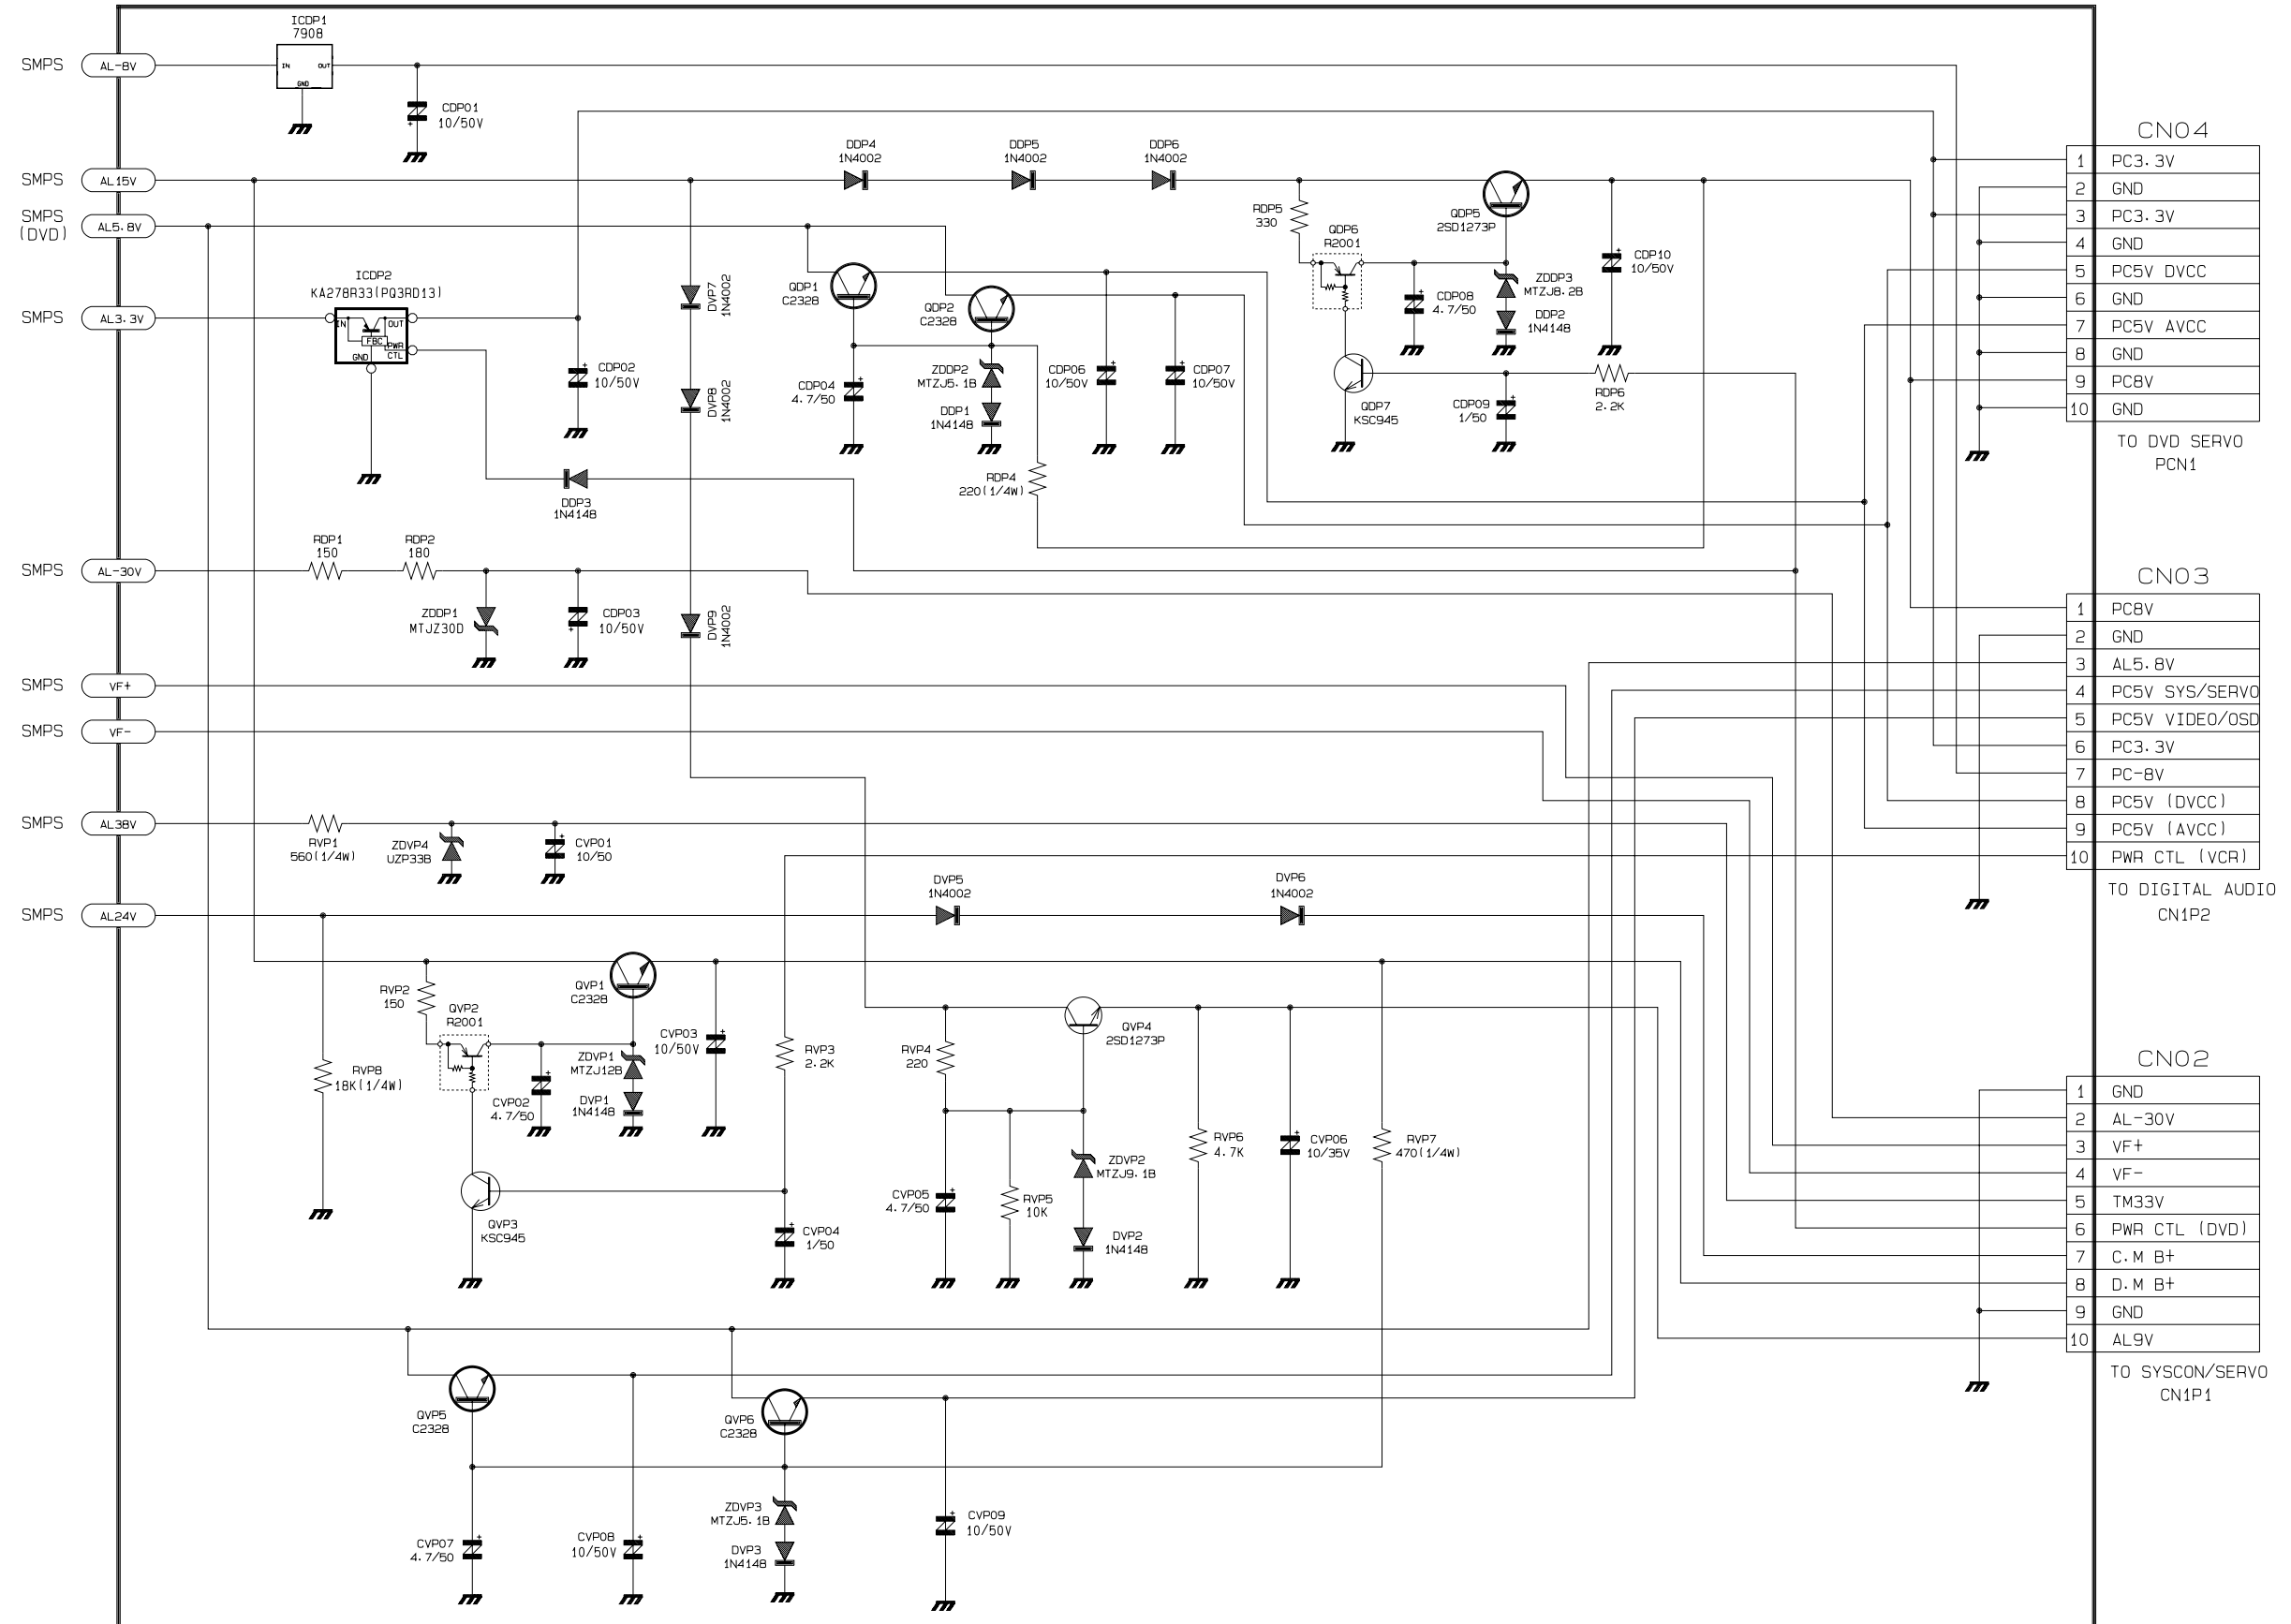 ICDP1
7908
SMPS
AL-8V
IN
OUT
GND
CDP01
10/50V
SMPS
AL15V
DDP4
1N4002
DDP5
1N4002
DDP6
1N4002
SMPS
(DVD)
AL5.8V
RDP5
330
QDP6
R2001
QDP5
2SD1273P
CDP10
10/50V
ICDP2
KA278R33(PQ3RD13)
SMPS
AL3.3V
IN
OUT
FBC
PWR
CTL
GND
CDP02
10/50V
DVP7
1N4002
DVP8
1N4002
QDP1
C2328
QDP2
C2328
CDP04
4.7/50
ZDDP2
MTZJ5.1B
DDP1
1N4148
CDP06
10/50V
CDP07
10/50V
CDP08
4.7/50
ZDDP3
MTZJ8.2B
DDP2
1N4148
QDP7
KSC945
CDP09
1/50
RDP6
2.2K
RDP4
220(1/4W)
DDP3
1N4148
CN04
1 PC3.3V
2 GND
3 PC3.3V
4 GND
5 PC5V DVCC
6 GND
7 PC5V AVCC
8 GND
9 PC8V
10 GND
TO DVD SERVO
PCN1
SMPS
AL-30V
RDP1
150
RDP2
180
ZDDP1
MTJZ30D
CDP03
10/50V
DVP9
1N4002
SMPS
VF+
SMPS
VF-
CN03
1 PC8V
2 GND
3 AL5.8V
4 PC5V SYS/SERVO
5 PC5V VIDEO/OSD
6 PC3.3V
7 PC-8V
8 PC5V (DVCC)
9 PC5V (AVCC)
10 PWR CTL (VCR)
TO DIGITAL AUDIO
CN1P2
SMPS
AL38V
RVP1
560(1/4W)
ZDVP4
UZP33B
CVP01
10/50
SMPS
AL24V
DVP5
1N4002
DVP6
1N4002
RVP2
150
QVP2
R2001
QVP1
C2328
RVP8
18K(1/4W)
CVP02
4.7/50
ZDVP1
MTZJ12B
DVP1
1N4148
CVP03
10/50V
RVP3
2.2K
RVP4
220
QVP4
2SD1273P
QVP3
KSC945
CVP04
1/50
CVP05
4.7/50
RVP5
10K
ZDVP2
MTZJ9.1B
DVP2
1N4148
RVP6
4.7K
CVP06
10/35V
RVP7
470(1/4W)
CN02
1 GND
2 AL-30V
3 VF+
4 VF-
5 TM33V
6 PWR CTL (DVD)
7 C.M B+
8 D.M B+
9 GND
10 AL9V
TO SYSCON/SERVO
CN1P1
QVP5
C2328
QVP6
C2328
CVP07
4.7/50
CVP08
10/50V
ZDVP3
MTZJ5.1B
DVP3
1N4148
CVP09
10/50V